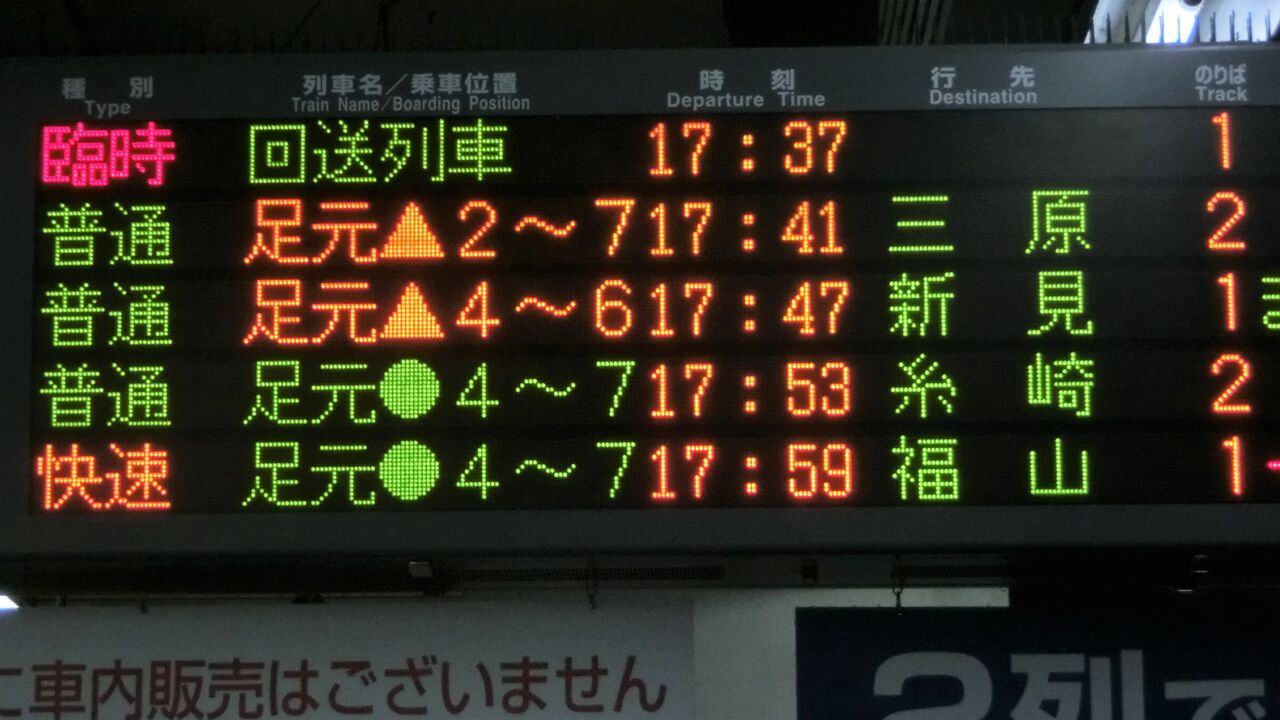 種別 列車名／乗車位置 時刻 行先 のりば
Type Train Name/Boarding Position Departure Time Destination Track
臨時 回送列車 17:37 1
普通 足元▲2～7 17:41 三原 2
普通 足元▲4～6 17:47 新見 1
普通 足元●4～7 17:53 糸崎 2
快速 足元●4～7 17:59 福山 1
に車内販売はございません
2列で